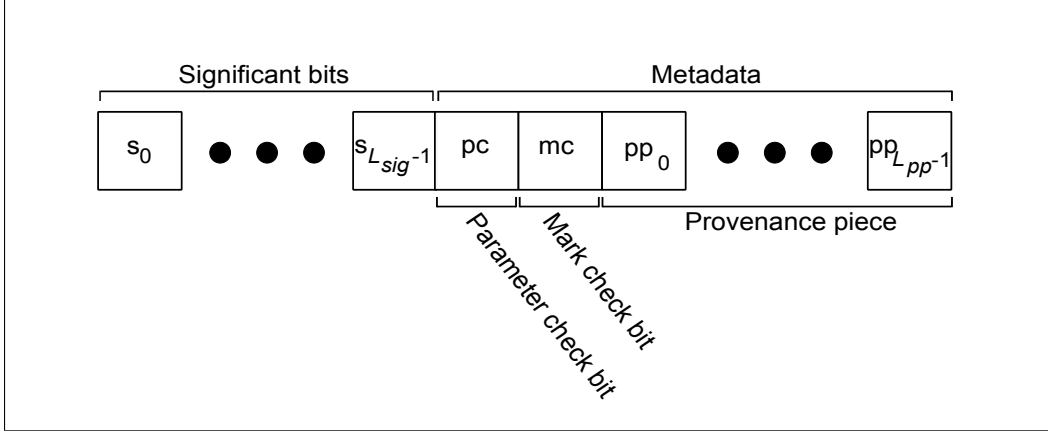 Significant bits Metadata
s0 sLsig-1 pc mc pp0 ppLpp-1
Provenance piece
Parameter check bit
Mark check bit